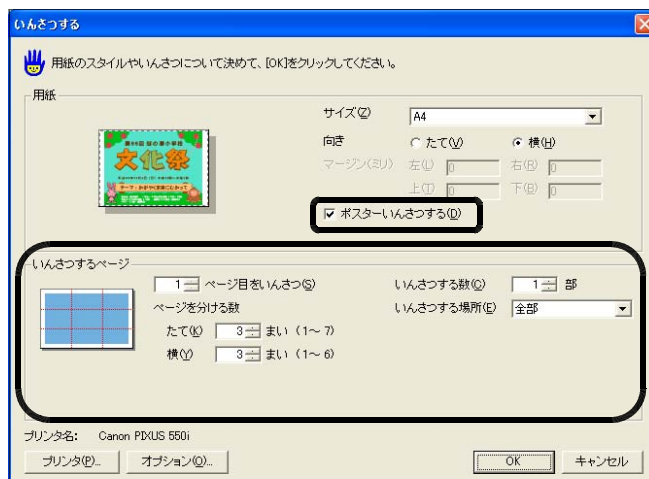 いんさつする
用紙のスタイルやいんさつについて決めて、[OK]をクリックしてください。
用紙
サイズ(Z) A4
向き たて(V) 横(H)
マージン(ミリ) 左(L) 0 右(R) 0
上(T) 0 下(B) 0
ポスターいんさつする(D)
文化祭
いんさつするページ
1 ページ目をいんさつ(S) いんさつする数(C) 1 部
ページを分ける数 いんさつする場所(E) 全部
たて(K) 3 まい (1~ 7)
横(Y) 3 まい (1~ 6)
プリンタ名: Canon PIXUS 550i
プリンタ(P)... オプション(O)... OK キャンセル